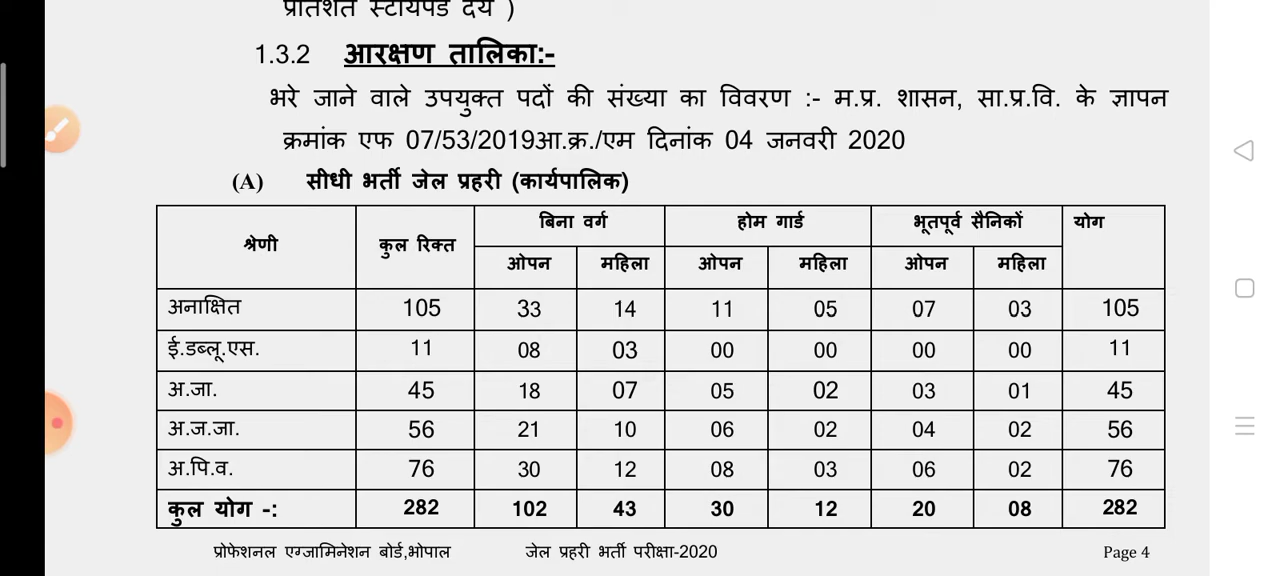 प्रतिशत स्टायपेंड देय )
1.3.2 आरक्षण तालिका:-
भरे जाने वाले उपयुक्त पदों की संख्या का विवरण :- म.प्र. शासन, सा.प्र.वि. के ज्ञापन
क्रमांक एफ 07/53/2019आ.क्र./एम दिनांक 04 जनवरी 2020
(A) सीधी भर्ती जेल प्रहरी (कार्यपालिक)
श्रेणी कुल रिक्त बिना वर्ग होम गार्ड भूतपूर्व सैनिकों योग
ओपन महिला ओपन महिला ओपन महिला
अनाक्षित 105 33 14 11 05 07 03 105
ई.डब्लू.एस. 11 08 03 00 00 00 00 11
अ.जा. 45 18 07 05 02 03 01 45
अ.ज.जा. 56 21 10 06 02 04 02 56
अ.पि.व. 76 30 12 08 03 06 02 76
कुल योग -: 282 102 43 30 12 20 08 282
प्रोफेशनल एग्जामिनेशन बोर्ड,भोपाल जेल प्रहरी भर्ती परीक्षा-2020 Page 4